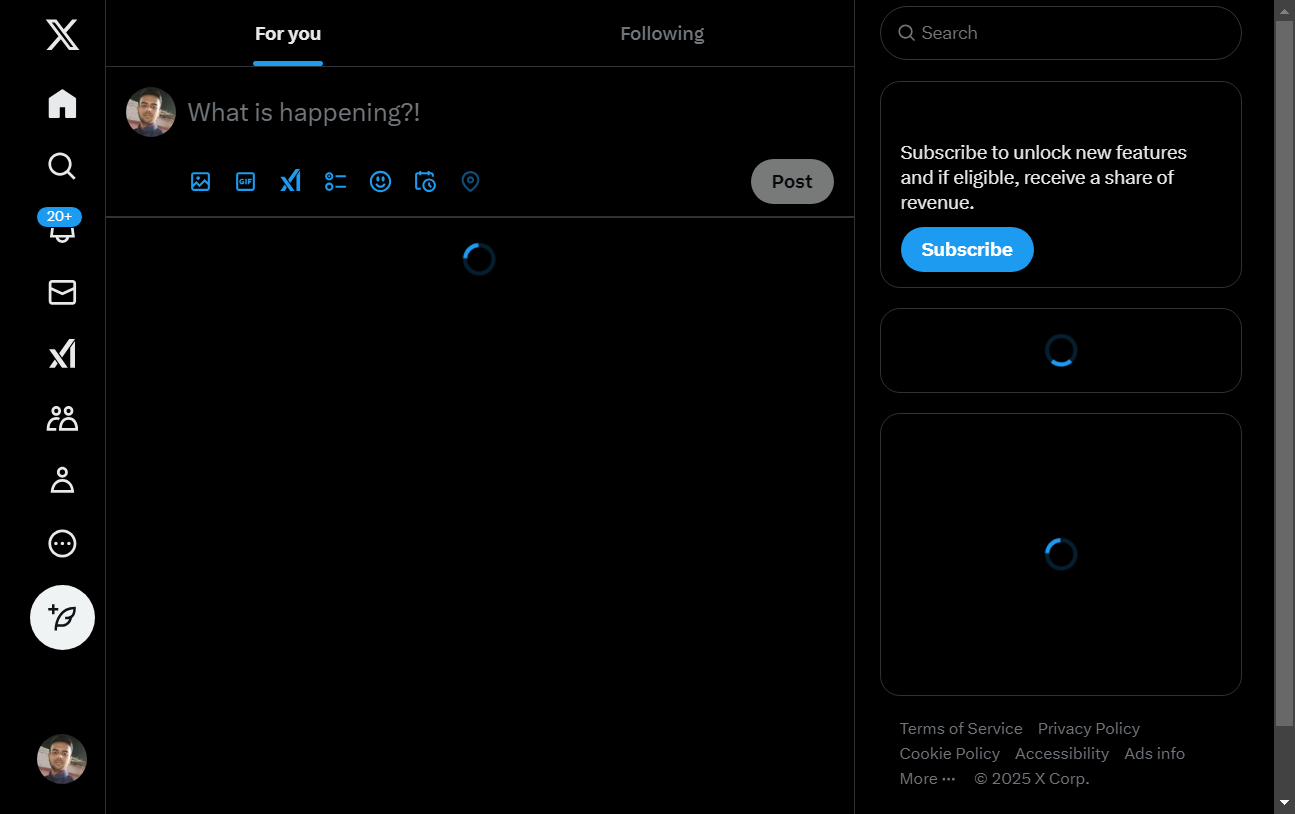 For you
Following
Search
20+
What is happening?!
GIF
Post
Subscribe to unlock new features
and if eligible, receive a share of
revenue.
Subscribe
Terms of Service Privacy Policy
Cookie Policy Accessibility Ads info
More ··· © 2025 X Corp.